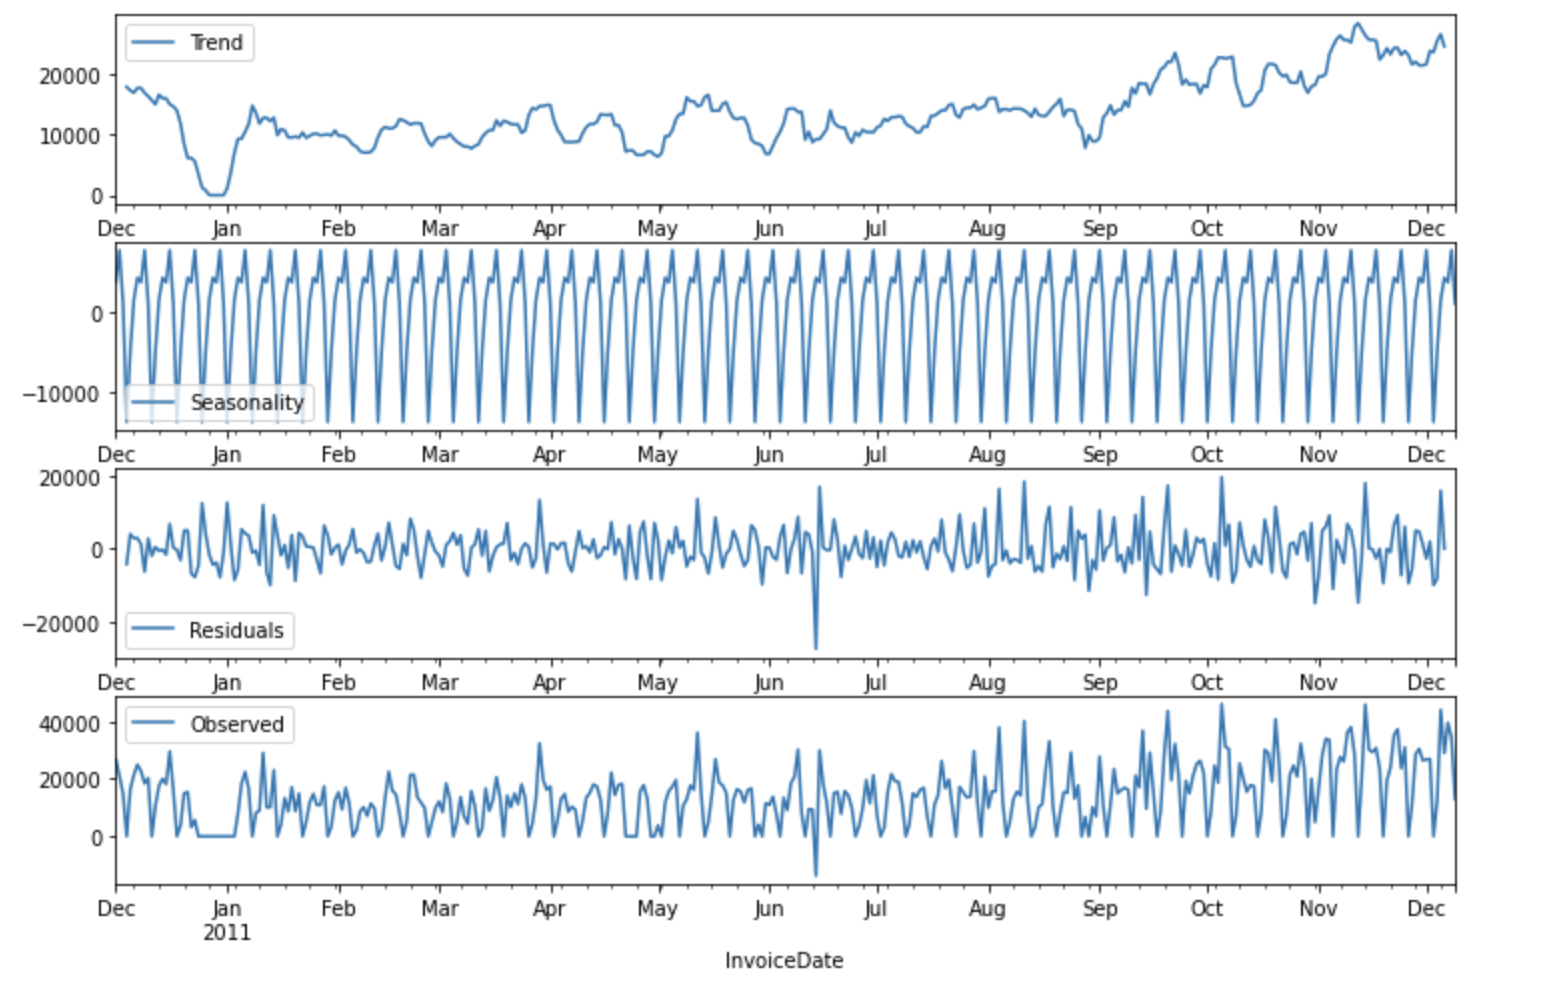 Trend
20000
10000
0
Dec Jan Feb Mar Apr May Jun Jul Aug Sep Oct Nov Dec
0
−10000
Seasonality
Dec Jan Feb Mar Apr May Jun Jul Aug Sep Oct Nov Dec
20000
0
−20000
Residuals
Dec Jan Feb Mar Apr May Jun Jul Aug Sep Oct Nov Dec
Observed
40000
20000
0
Dec Jan Feb Mar Apr May Jun Jul Aug Sep Oct Nov Dec
2011
InvoiceDate